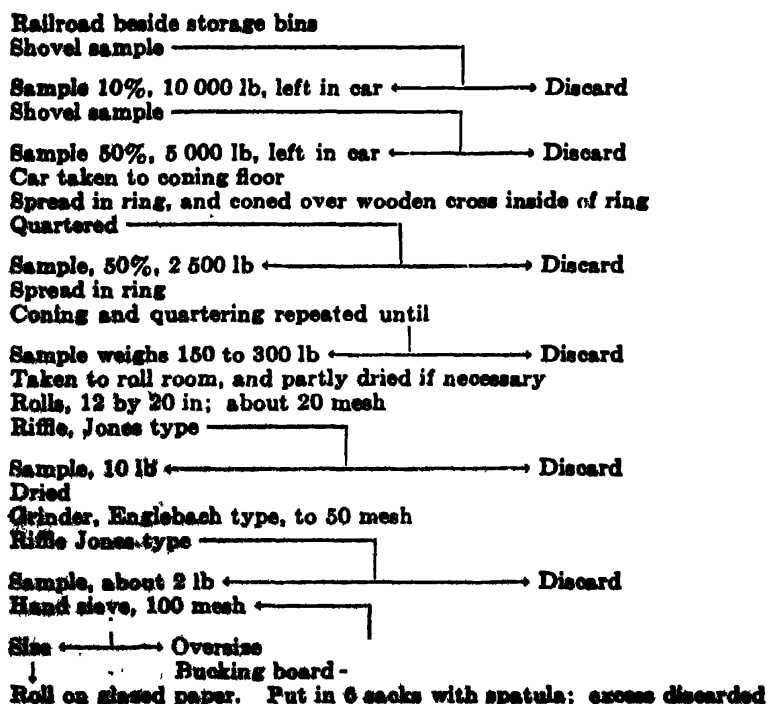 Railroad beside storage bins
Shovel sample
Sample 10%, 10 000 lb, left in car Discard
Shovel sample
Sample 50%, 5 000 lb, left in car Discard
Car taken to coning floor
Spread in ring, and coned over wooden cross inside of ring
Quartered
Sample, 50%, 2 500 lb Discard
Spread in ring
Coning and quartering repeated until
Sample weighs 150 to 300 lb Discard
Taken to roll room, and partly dried if necessary
Rolls, 12 by 20 in; about 20 mesh
Riffle, Jones type
Sample, 10 lb Discard
Dried
Grinder, Englebach type, to 50 mesh
Riffle Jones type
Sample, about 2 lb Discard
Hand sieve, 100 mesh
Size Oversize
Bucking board-
Roll on glazed paper. Put in 6 sacks with spatula; excess discarded